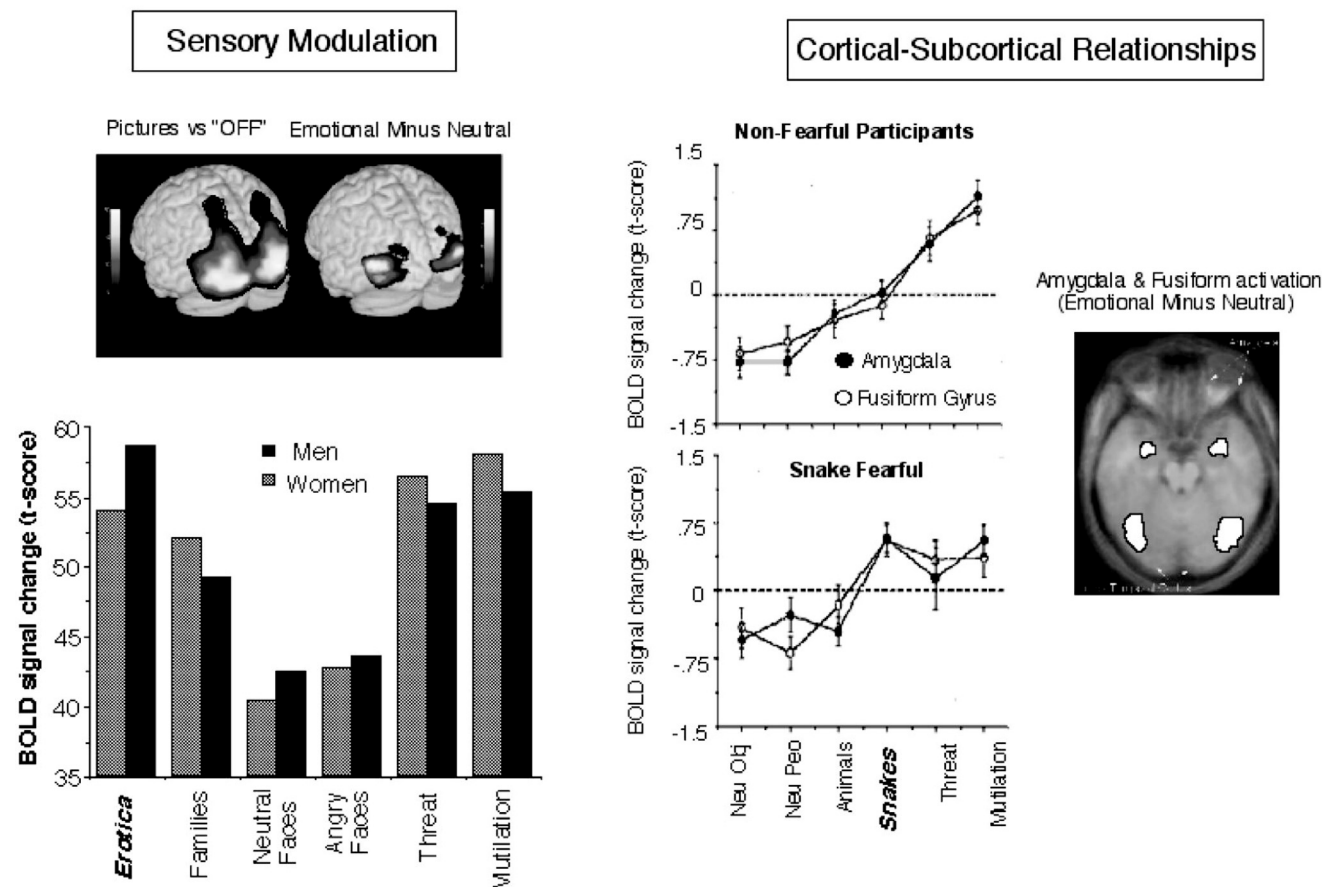 Sensory Modulation
Pictures vs "OFF"
Emotional Minus Neutral
BOLD signal change (t-score)
60
55
50
45
40
35
Men
Women
Erotica
Families
Neutral
Faces
Angry
Faces
Threat
Mutilation
Cortical-Subcortical Relationships
Non-Fearful Participants
BOLD signal change (t-score)
1.5
.75
0
-.75
-1.5
Amygdala
Fusiform Gyrus
Snake Fearful
BOLD signal change (t-score)
1.5
.75
0
-.75
-1.5
Neu Obj
Neu Peo
Animals
Snakes
Threat
Mutilation
Amygdala & Fusiform activation
(Emotional Minus Neutral)